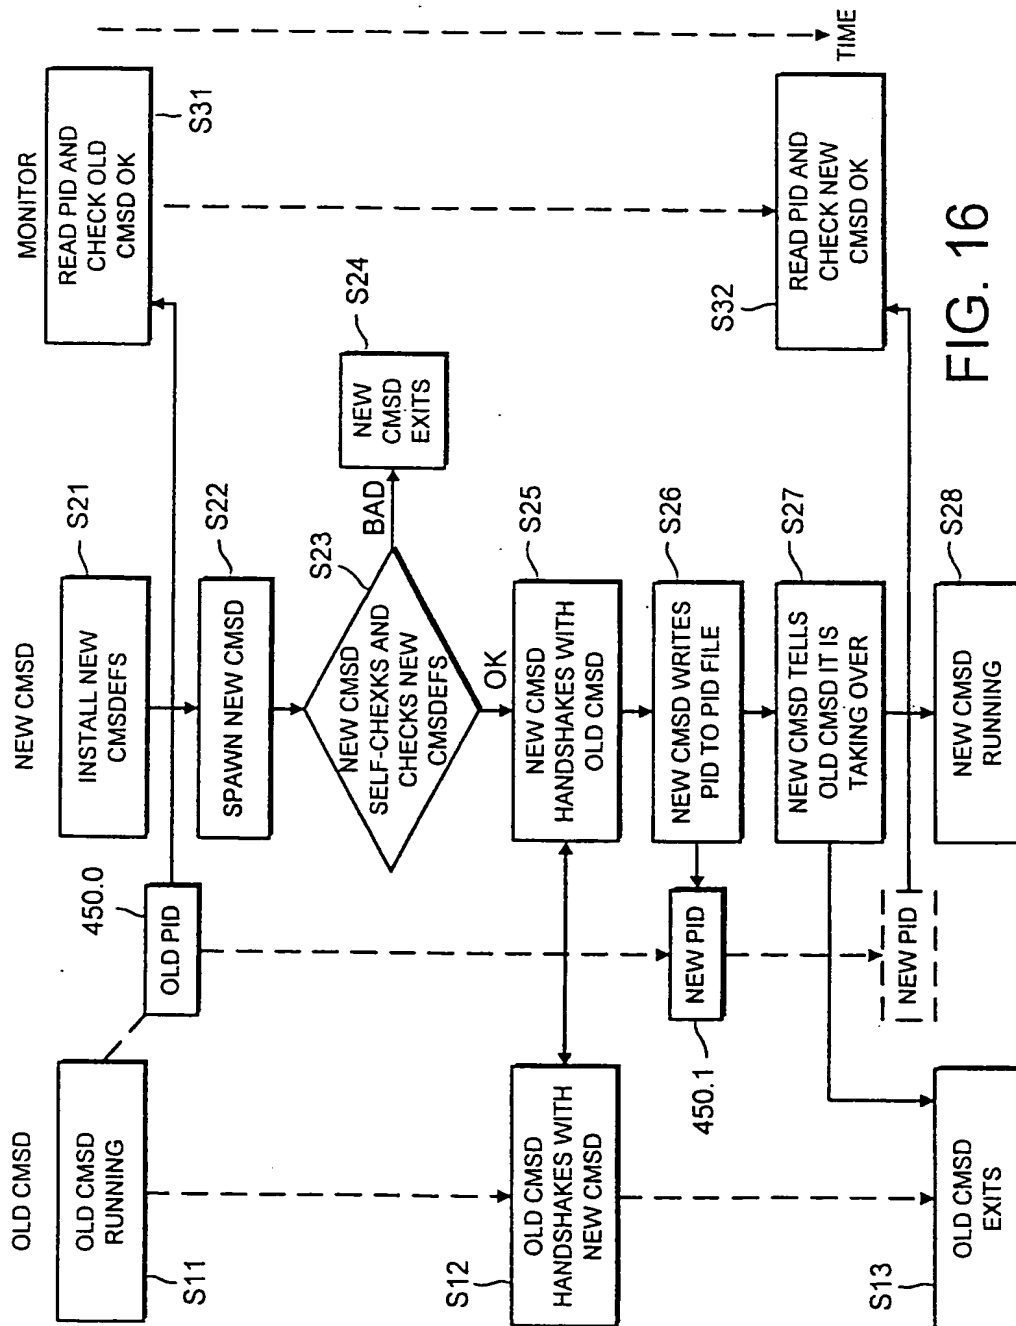 OLD CMSD
NEW CMSD
MONITOR
OLD CMSD
RUNNING
S11
OLD PID
450.0
INSTALL NEW
CMSDEFS
S21
READ PID AND
CHECK OLD
CMSD OK
S31
SPAWN NEW CMSD
S22
NEW CMSD
SELF-CHEXKS AND
CHECKS NEW
CMSDEFS
S23
BAD
OK
NEW
CMSD
EXITS
S24
OLD CMSD
HANDSHAKES WITH
NEW CMSD
S12
NEW CMSD
HANDSHAKES WITH
OLD CMSD
S25
NEW PID
450.1
NEW CMSD WRITES
PID TO PID FILE
S26
NEW CMSD TELLS
OLD CMSD IT IS
TAKING OVER
S27
READ PID AND
CHECK NEW
CMSD OK
S32
TIME
OLD CMSD
EXITS
S13
NEW PID
NEW CMSD
RUNNING
S28
FIG. 16